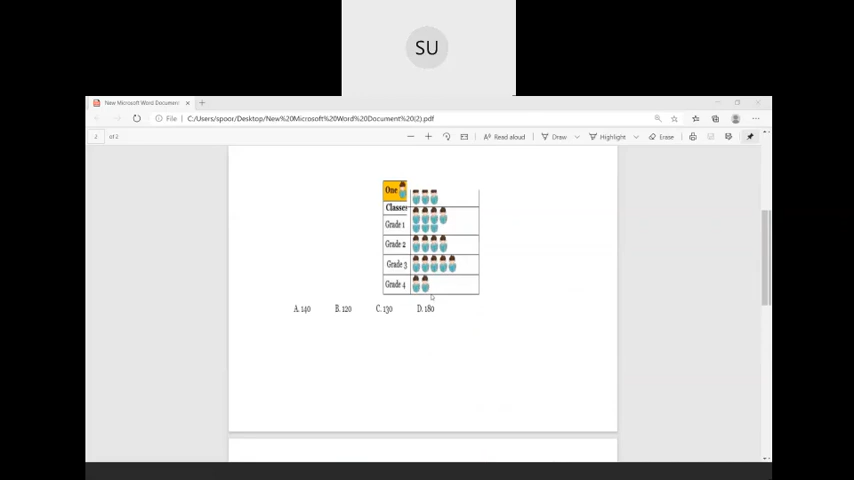 SU
New Microsoft Word Document
File
C:/Users/spoor/Desktop/New%20Microsoft%20Word%20Document%20(2).pdf
2 of 2
Read aloud
Draw
Highlight
Erase
One
Classes
Grade 1
Grade 2
Grade 3
Grade 4
A. 140 B. 120 C. 130 D. 180